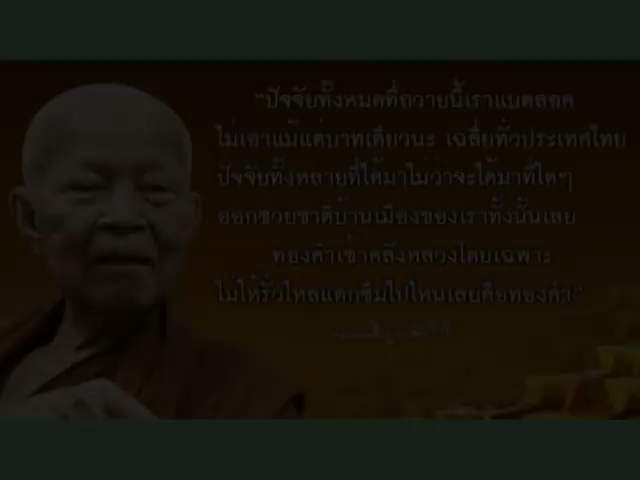 "ปัจจัยทั้งหมดที่ถวายนี้เราแบตลอด
ไม่เอาแม้แต่บาทเดียวนะ เฉลี่ยทั่วประเทศไทย
ปัจจัยทั้งหลายที่ได้มาไม่ว่าจะได้มาที่ใดๆ
ออกช่วยชาติบ้านเมืองของเราทั้งนั้นเลย
ทองคำเข้าคลังหลวงโดยเฉพาะ
ไม่ให้รั่วไหลแตกซึมไปไหนเลยคือทองคำ"